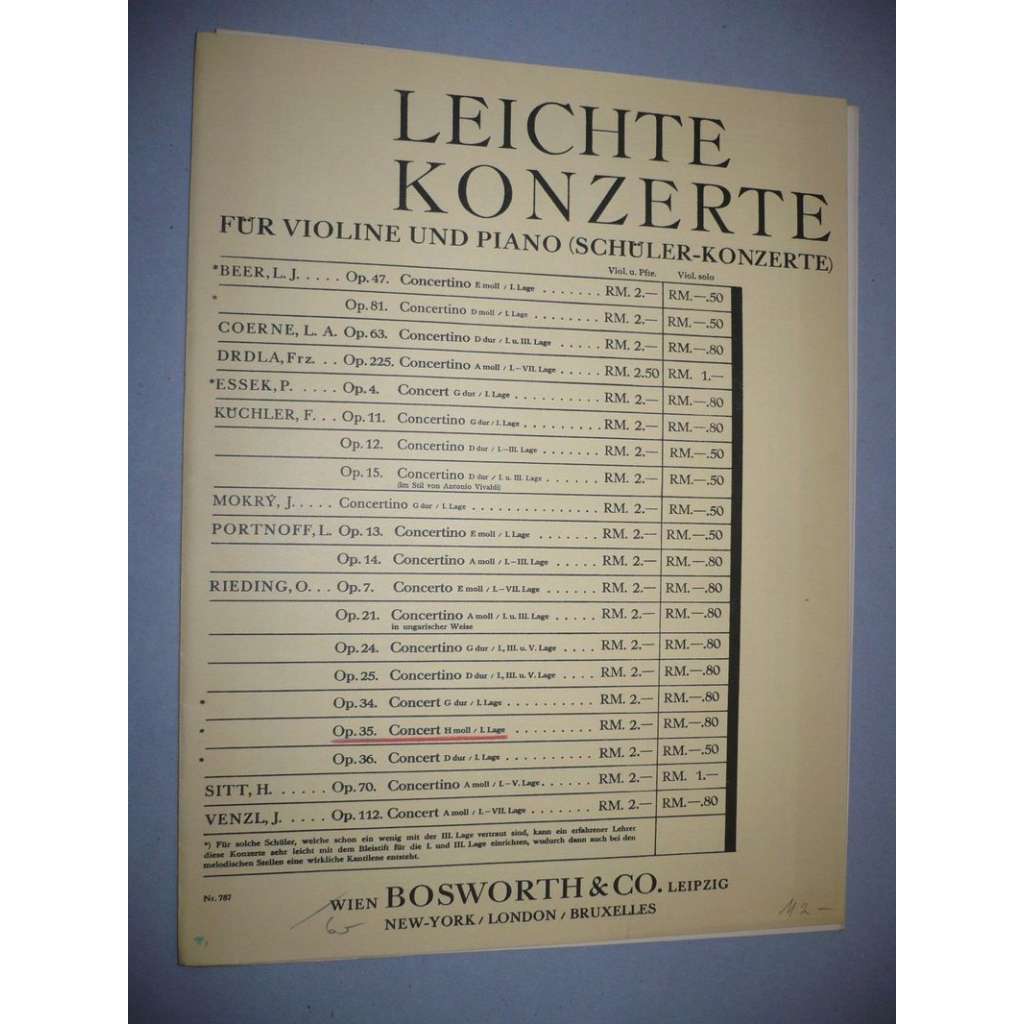 LEICHTE
KONZERTE
FÜR VIOLINE UND PIANO (SCHÜLER-KONZERTE)
Viol. u. Pfte. Viol. solo
*BEER, L. J. . . . . . Op. 47. Concertino E moll / I. Lage . . . . . . . RM. 2.— RM.—.50
* Op. 81. Concertino D moll / I. Lage . . . . . . . . RM. 2.— RM.—.50
COERNE, L. A. Op. 63. Concertino D dur / I. u. III. Lage . . . . . RM. 2.— RM.—.80
DRDLA, Frz. . . Op. 225. Concertino A moll / I.—VII. Lage . . . . . RM. 2.50 RM. 1.—
*ESSEK, P. . . . . . Op. 4. Concert G dur / I. Lage . . . . . . . . . . RM. 2.— RM.—.80
KÜCHLER, F. . . Op. 11. Concertino G dur / I. Lage . . . . . . . . . RM. 2.— RM.—.80
Op. 12. Concertino D dur / I.—III. Lage . . . . . . . RM. 2.— RM.—.50
Op. 15. Concertino D dur / I. u. III. Lage . . . . . . RM. 2.— RM.—.50
(im Stil von Antonio Vivaldi)
MOKRÝ, J. . . . . Concertino G dur / I. Lage . . . . . . . . . . . . . . . RM. 2.— RM.—.50
PORTNOFF, L. Op. 13. Concertino E moll / I. Lage . . . . . . . RM. 2.— RM.—.50
Op. 14. Concertino A moll / I.—III. Lage . . . . . RM. 2.— RM.—.80
RIEDING, O. . . Op. 7. Concerto E moll / I.—VII. Lage . . . . . RM. 2.— RM.—.80
Op. 21. Concertino A moll / I. u. III. Lage . . . . . RM. 2.— RM.—.80
in ungarischer Weise
Op. 24. Concertino G dur / I., III. u. V. Lage . . . . RM. 2.— RM.—.80
Op. 25. Concertino D dur / I., III. u. V. Lage . . . . RM. 2.— RM.—.80
* Op. 34. Concert G dur / I. Lage . . . . . . . . . . RM. 2.— RM.—.80
* Op. 35. Concert H moll / I. Lage . . . . . . . . . RM. 2.— RM.—.80
* Op. 36. Concert D dur / I. Lage . . . . . . . . . . RM. 2.— RM.—.50
SITT, H. . . . . . Op. 70. Concertino A moll / I.—V. Lage . . . . . . RM. 2.— RM. 1.—
VENZL, J. . . . . Op. 112. Concert A moll / I.—VII. Lage . . . . . . . RM. 2.— RM.—.80
*) Für solche Schüler, welche schon ein wenig mit der III. Lage vertraut sind, kann ein erfahrener Lehrer
diese Konzerte sehr leicht mit dem Bleistift für die I. und III. Lage einrichten, wodurch dann auch bei den
melodischen Stellen eine wirkliche Kantilene entsteht.
Nr. 787
WIEN BOSWORTH & CO. LEIPZIG
NEW-YORK / LONDON / BRUXELLES